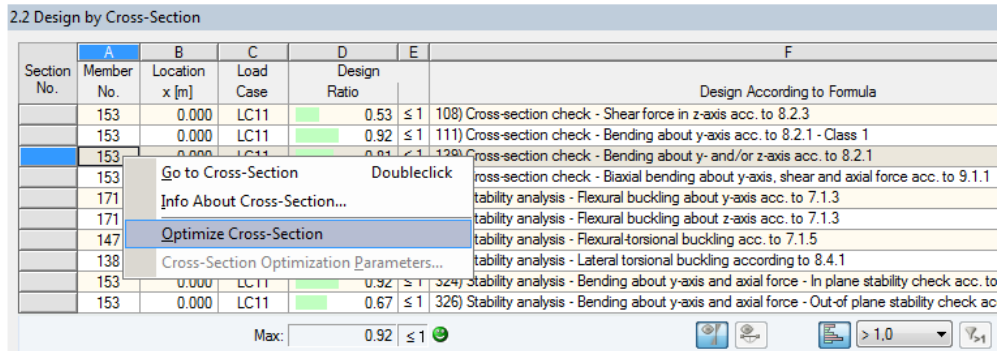 2.2 Design by Cross-Section
A B C D E F
Section Member Location Load Design
No. No. x [m] Case Ratio Design According to Formula
153 0.000 LC11 0.53 ≤ 1 108) Cross-section check - Shear force in z-axis acc. to 8.2.3
153 0.000 LC11 0.92 ≤ 1 111) Cross-section check - Bending about y-axis acc. to 8.2.1 - Class 1
153 0.000 LC11 0.91 ≤ 1 139) Cross-section check - Bending about y- and/or z-axis acc. to 8.2.1
153 Go to Cross-Section Doubleclick ross-section check - Biaxial bending about y-axis, shear and axial force acc. to 9.1.1
171 Info About Cross-Section... tability analysis - Flexural buckling about y-axis acc. to 7.1.3
171 tability analysis - Flexural buckling about z-axis acc. to 7.1.3
147 Optimize Cross-Section tability analysis - Flexural-torsional buckling acc. to 7.1.5
138 Cross-Section Optimization Parameters... tability analysis - Lateral torsional buckling according to 8.4.1
153 0.000 LC11 0.92 ≤ 1 324) Stability analysis - Bending about y-axis and axial force - In plane stability check acc. to
153 0.000 LC11 0.67 ≤ 1 326) Stability analysis - Bending about y-axis and axial force - Out-of plane stability check ac
Max: 0.92 ≤ 1 > 1,0 >1